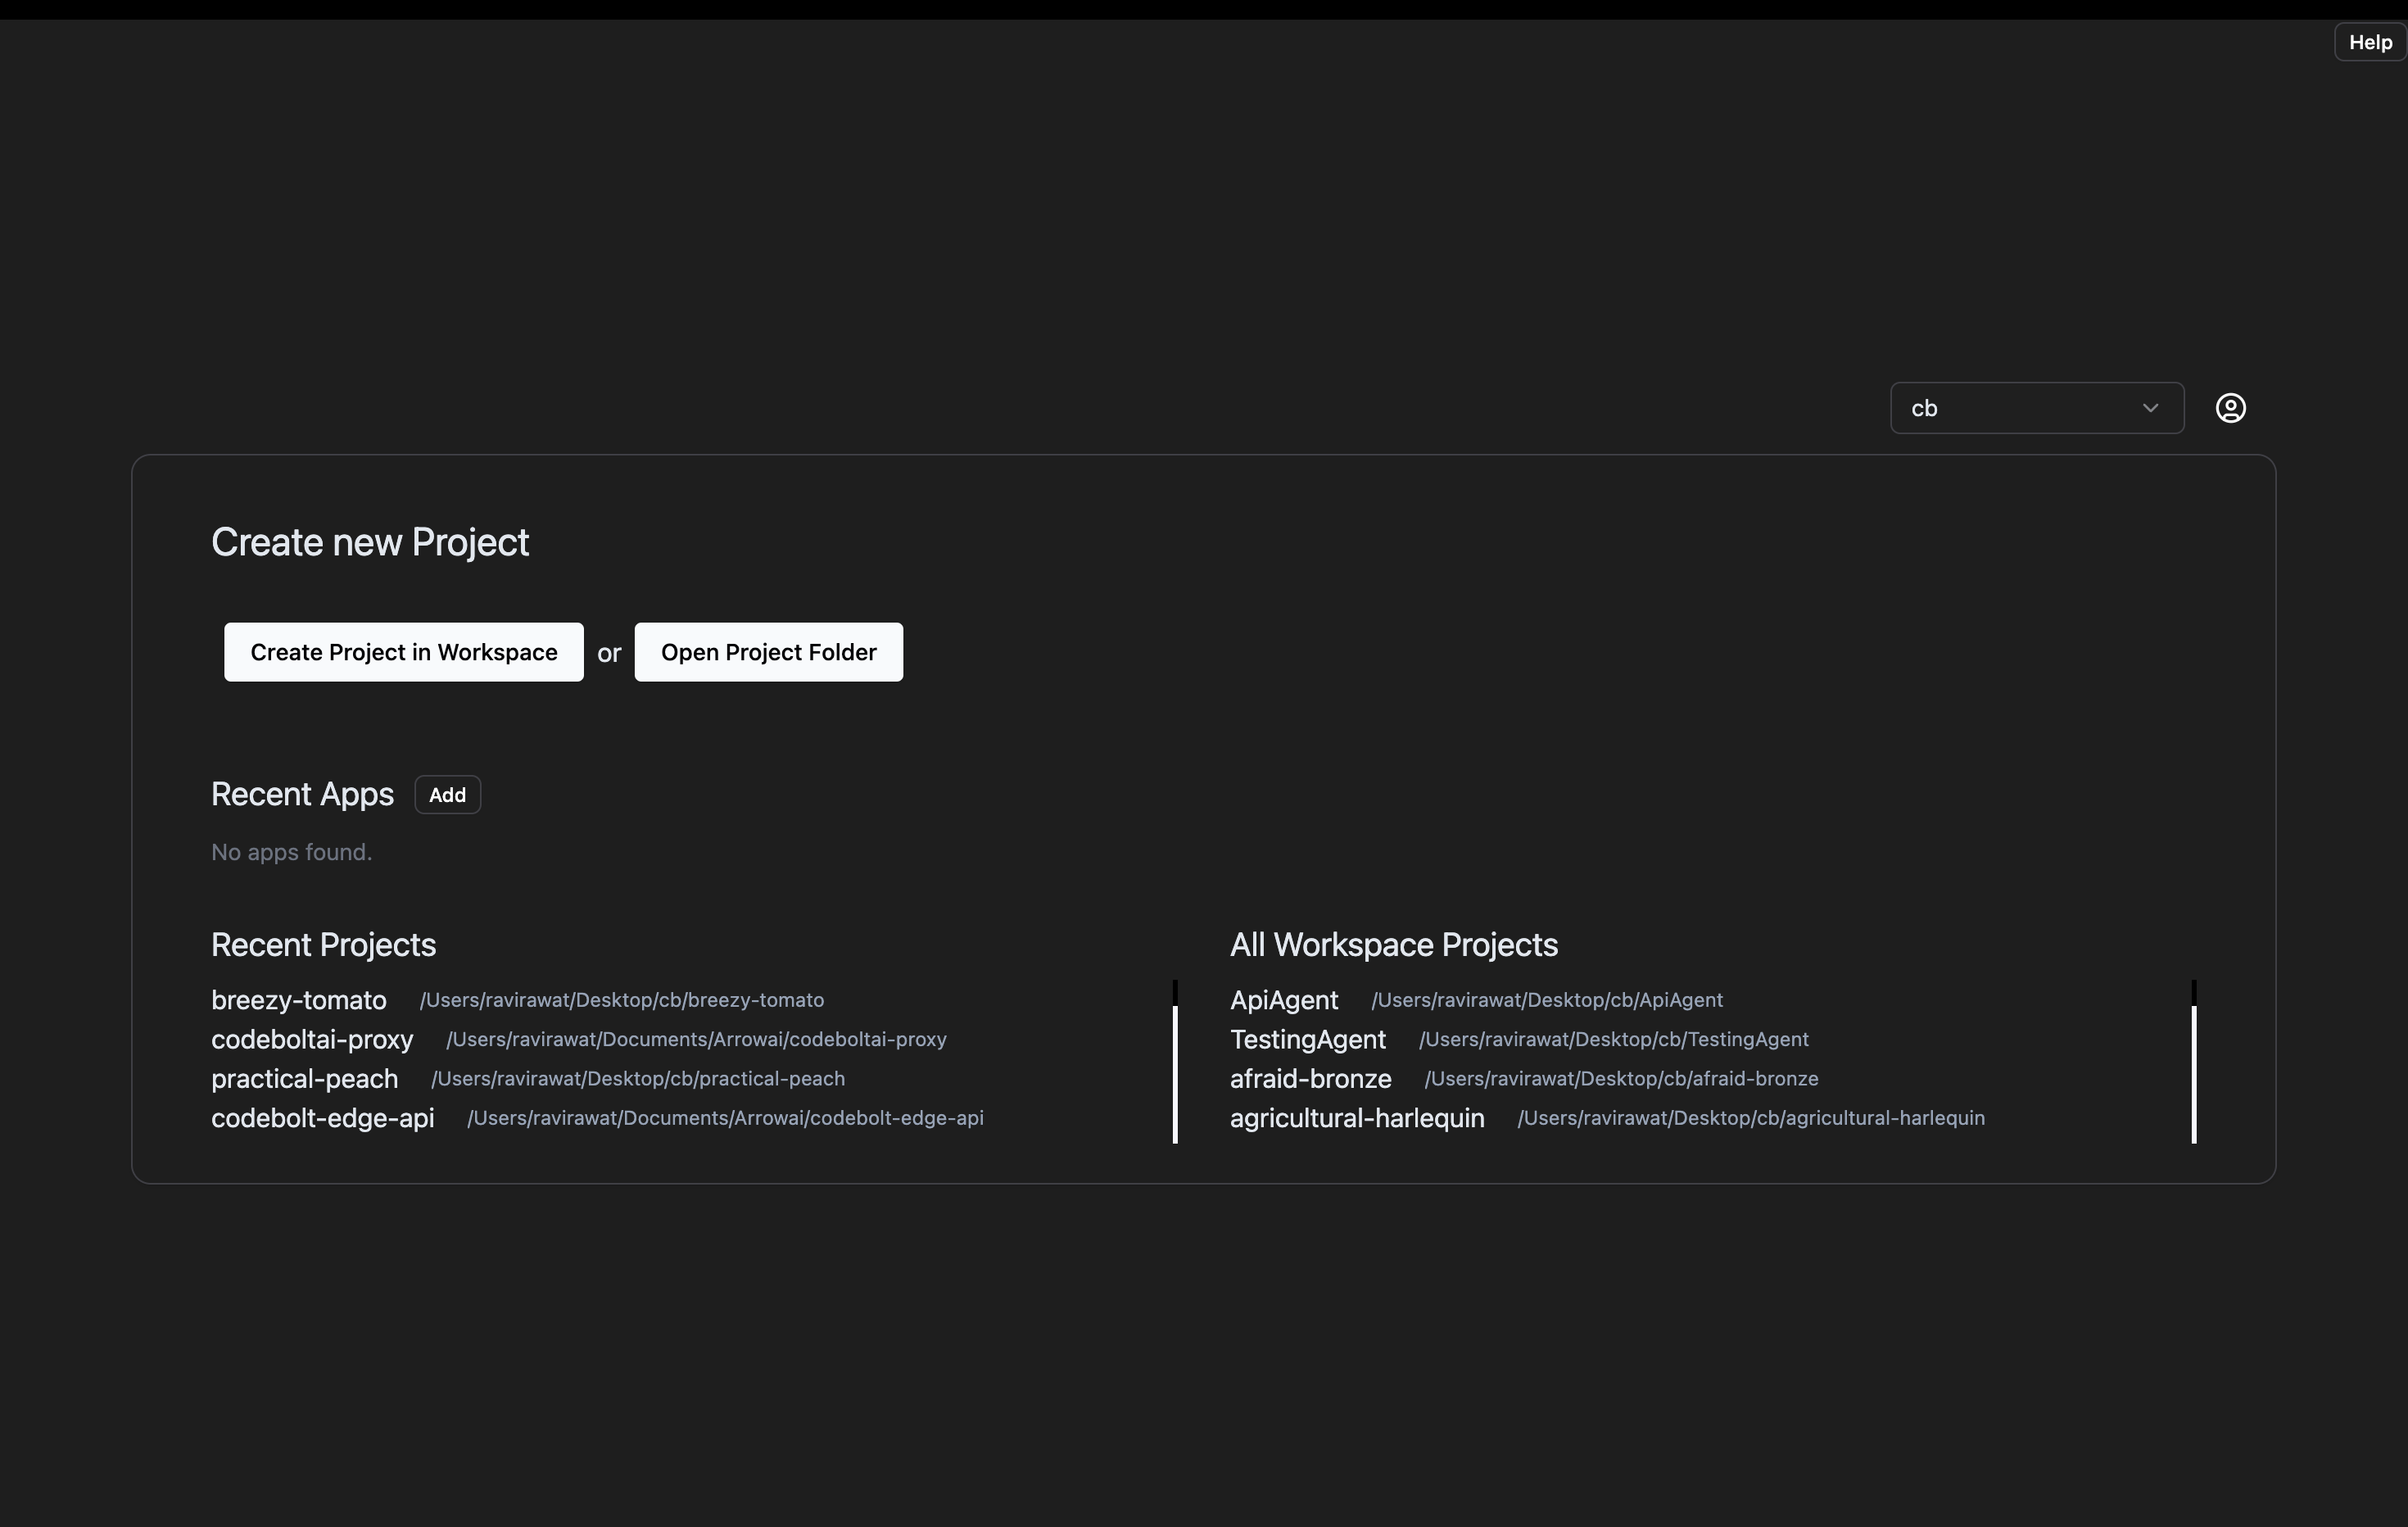 Help
cb
Create new Project
Create Project in Workspace or Open Project Folder
Recent Apps Add
No apps found.
Recent Projects
breezy-tomato /Users/ravirawat/Desktop/cb/breezy-tomato
codeboltai-proxy /Users/ravirawat/Documents/Arrowai/codeboltai-proxy
practical-peach /Users/ravirawat/Desktop/cb/practical-peach
codebolt-edge-api /Users/ravirawat/Documents/Arrowai/codebolt-edge-api
All Workspace Projects
ApiAgent /Users/ravirawat/Desktop/cb/ApiAgent
TestingAgent /Users/ravirawat/Desktop/cb/TestingAgent
afraid-bronze /Users/ravirawat/Desktop/cb/afraid-bronze
agricultural-harlequin /Users/ravirawat/Desktop/cb/agricultural-harlequin